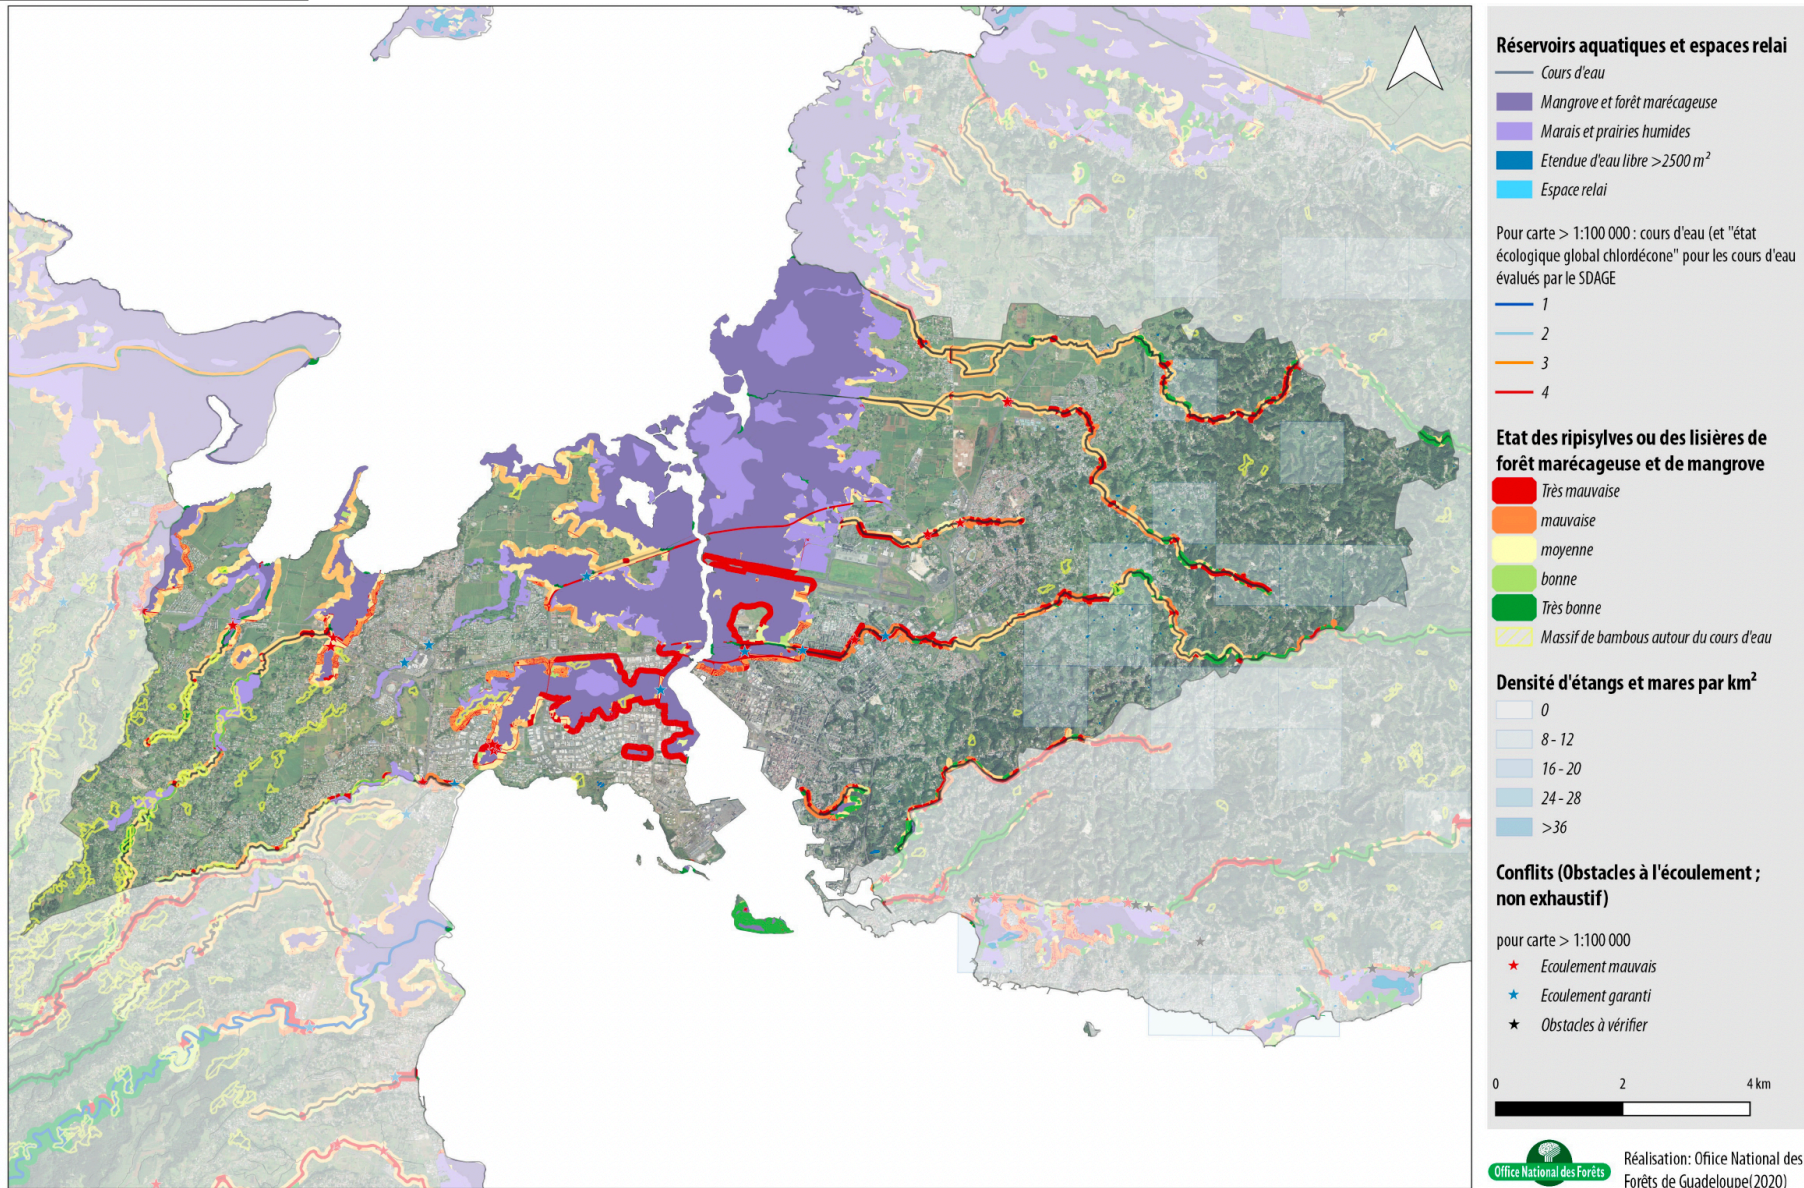 Réservoirs aquatiques et espaces relai
Cours d'eau
Mangrove et forêt marécageuse
Marais et prairies humides
Etendue d'eau libre >2500 m²
Espace relai
Pour carte > 1:100 000 : cours d'eau (et "état
écologique global chlordécone" pour les cours d'eau
évalués par le SDAGE
1
2
3
4
Etat des ripisylves ou des lisières de
forêt marécageuse et de mangrove
Très mauvaise
mauvaise
moyenne
bonne
Très bonne
Massif de bambous autour du cours d'eau
Densité d'étangs et mares par km²
0
8 - 12
16 - 20
24 - 28
>36
Conflits (Obstacles à l'écoulement ;
non exhaustif)
pour carte > 1:100 000
Ecoulement mauvais
Ecoulement garanti
Obstacles à vérifier
0 2 4 km
Office National des Forêts
Réalisation: Ofiice National des
Forêts de Guadeloupe(2020)